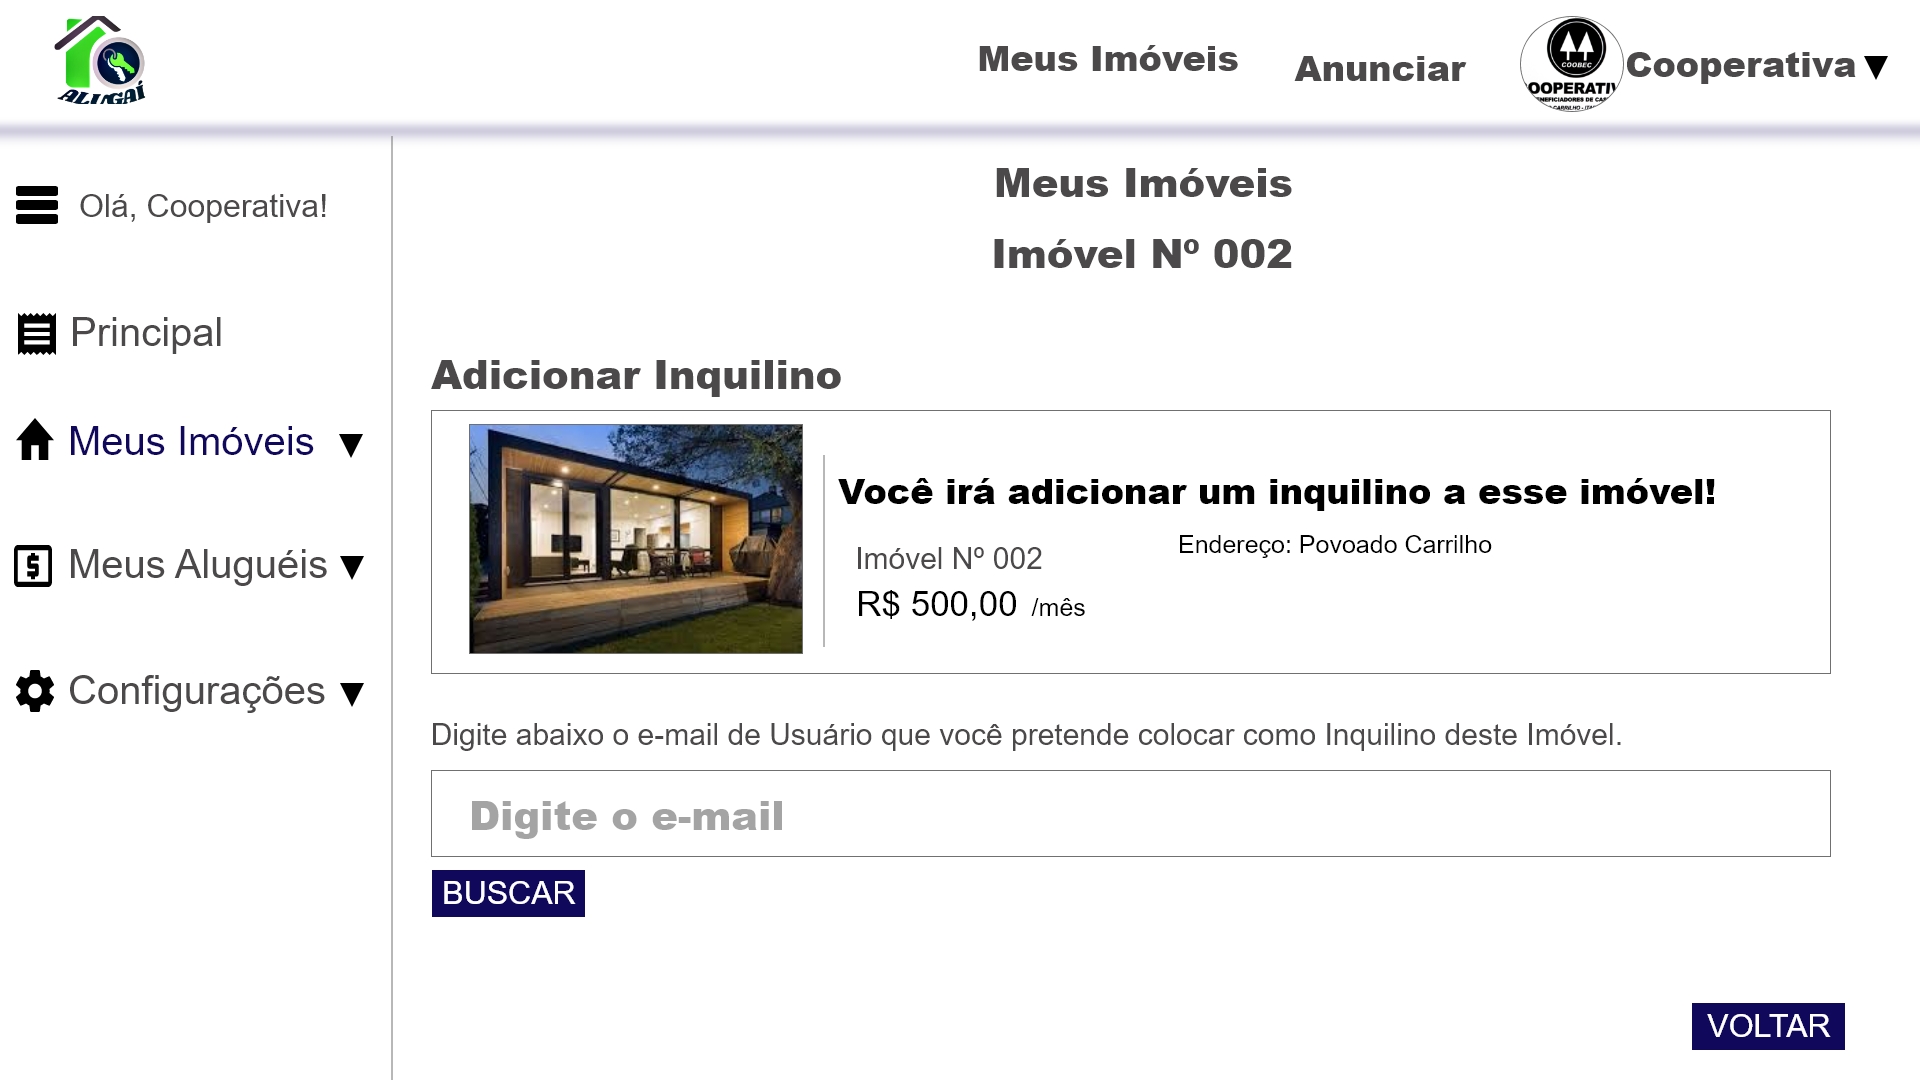 ALUGAÍ
Meus Imóveis
Anunciar
COOBEC
Cooperativa ▼
Olá, Cooperativa!
Principal
Meus Imóveis ▼
Meus Aluguéis ▼
Configurações ▼
Meus Imóveis
Imóvel Nº 002
Adicionar Inquilino
Você irá adicionar um inquilino a esse imóvel!
Endereço: Povoado Carrilho
Imóvel Nº 002
R$ 500,00 /mês
Digite abaixo o e-mail de Usuário que você pretende colocar como Inquilino deste Imóvel.
Digite o e-mail
BUSCAR
VOLTAR